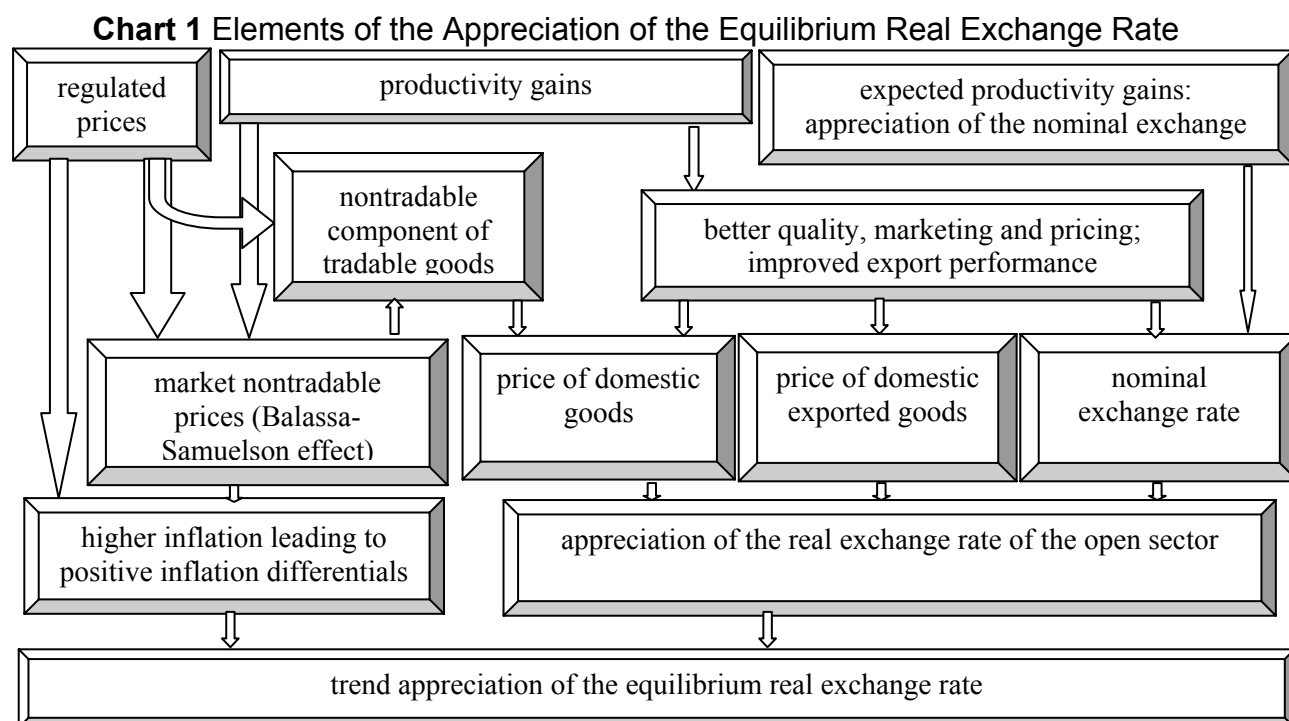 Chart 1 Elements of the Appreciation of the Equilibrium Real Exchange Rate
regulated
prices
productivity gains
expected productivity gains:
appreciation of the nominal exchange
nontradable
component of
tradable goods
better quality, marketing and pricing;
improved export performance
market nontradable
prices (Balassa-
Samuelson effect)
price of domestic
goods
price of domestic
exported goods
nominal
exchange rate
higher inflation leading to
positive inflation differentials
appreciation of the real exchange rate of the open sector
trend appreciation of the equilibrium real exchange rate